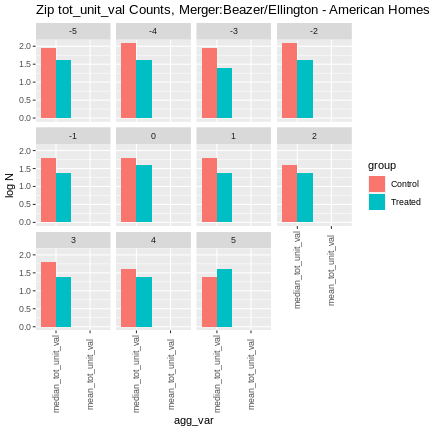 Zip tot_unit_val Counts, Merger:Beazer/Ellington - American Homes
-5 -4 -3 -2
2.0
1.5
1.0
0.5
0.0
-1 0 1 2
2.0
1.5
1.0
0.5
0.0
3 4 5
2.0
1.5
1.0
0.5
0.0
log N
median_tot_unit_val
mean_tot_unit_val
median_tot_unit_val
mean_tot_unit_val
median_tot_unit_val
mean_tot_unit_val
median_tot_unit_val
mean_tot_unit_val
agg_var
group
Control
Treated